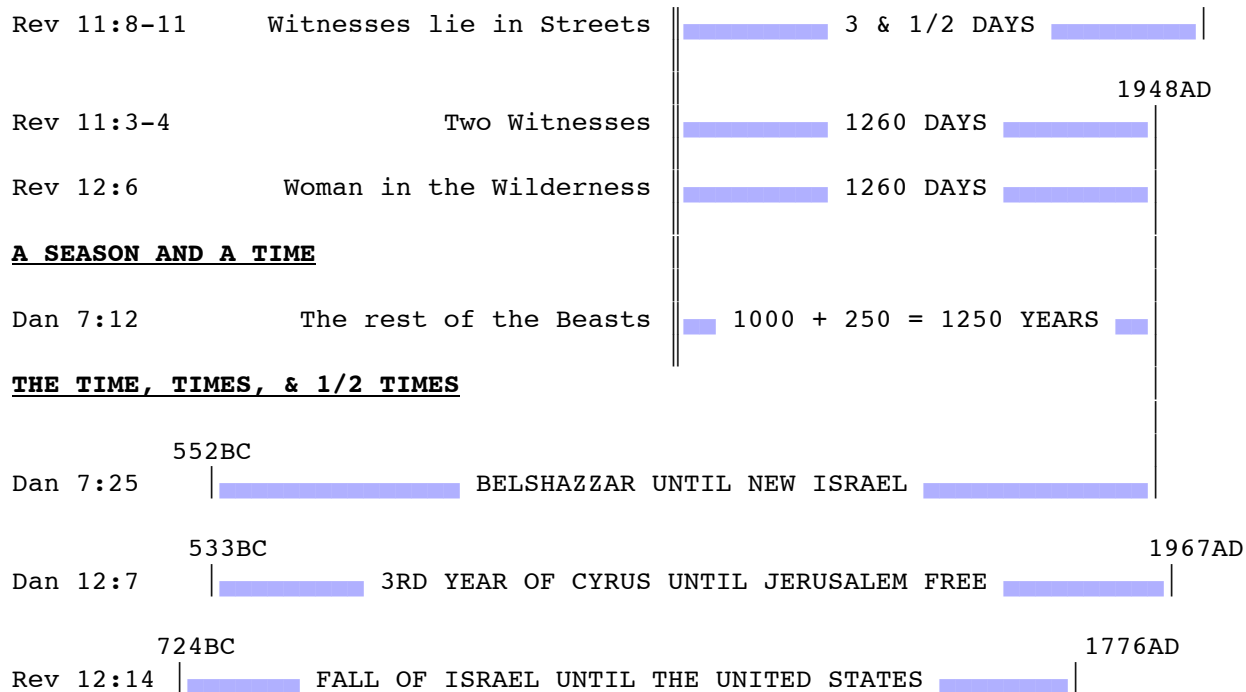 Rev 11:8-11 Witnesses lie in Streets 3 & 1/2 DAYS
1948AD
Rev 11:3-4 Two Witnesses 1260 DAYS
Rev 12:6 Woman in the Wilderness 1260 DAYS
A SEASON AND A TIME
Dan 7:12 The rest of the Beasts 1000 + 250 = 1250 YEARS
THE TIME, TIMES, & 1/2 TIMES
552BC
Dan 7:25 BELSHAZZAR UNTIL NEW ISRAEL
533BC 1967AD
Dan 12:7 3RD YEAR OF CYRUS UNTIL JERUSALEM FREE
724BC 1776AD
Rev 12:14 FALL OF ISRAEL UNTIL THE UNITED STATES